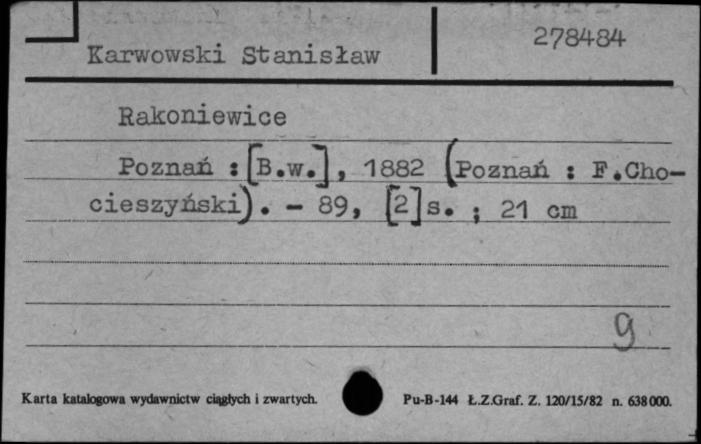 Karwowski Stanisław
278484
Rakoniewice
Poznań : [B.w.], 1882 (Poznań : F.Cho-
cieszyński). - 89, [2] s. ; 21 cm
g
Karta katalogowa wydawnictw ciągłych i zwartych.
Pu-B-144 Ł.Z.Graf. Z. 120/15/82 n. 638000.